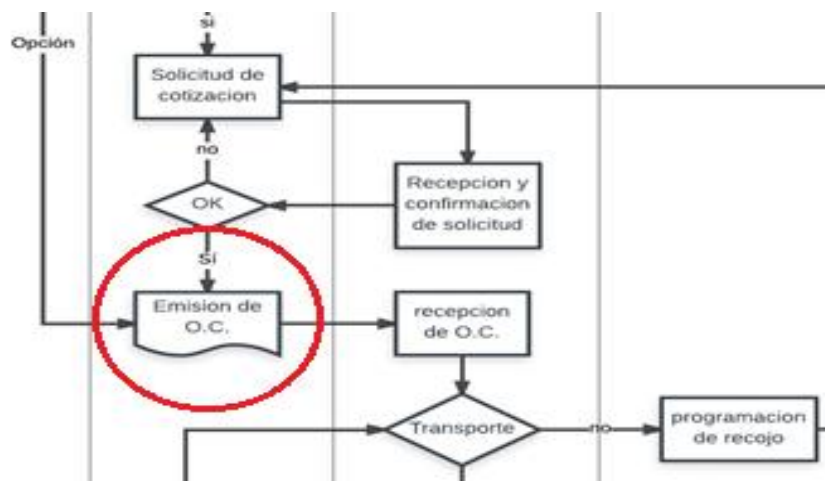 si
Opción
Solicitud de
cotizacion
no
Recepcion y
confirmacion
de solicitud
OK
Sí
Emision de
O.C.
recepcion
de O.C.
Transporte
no
programacion
de recojo